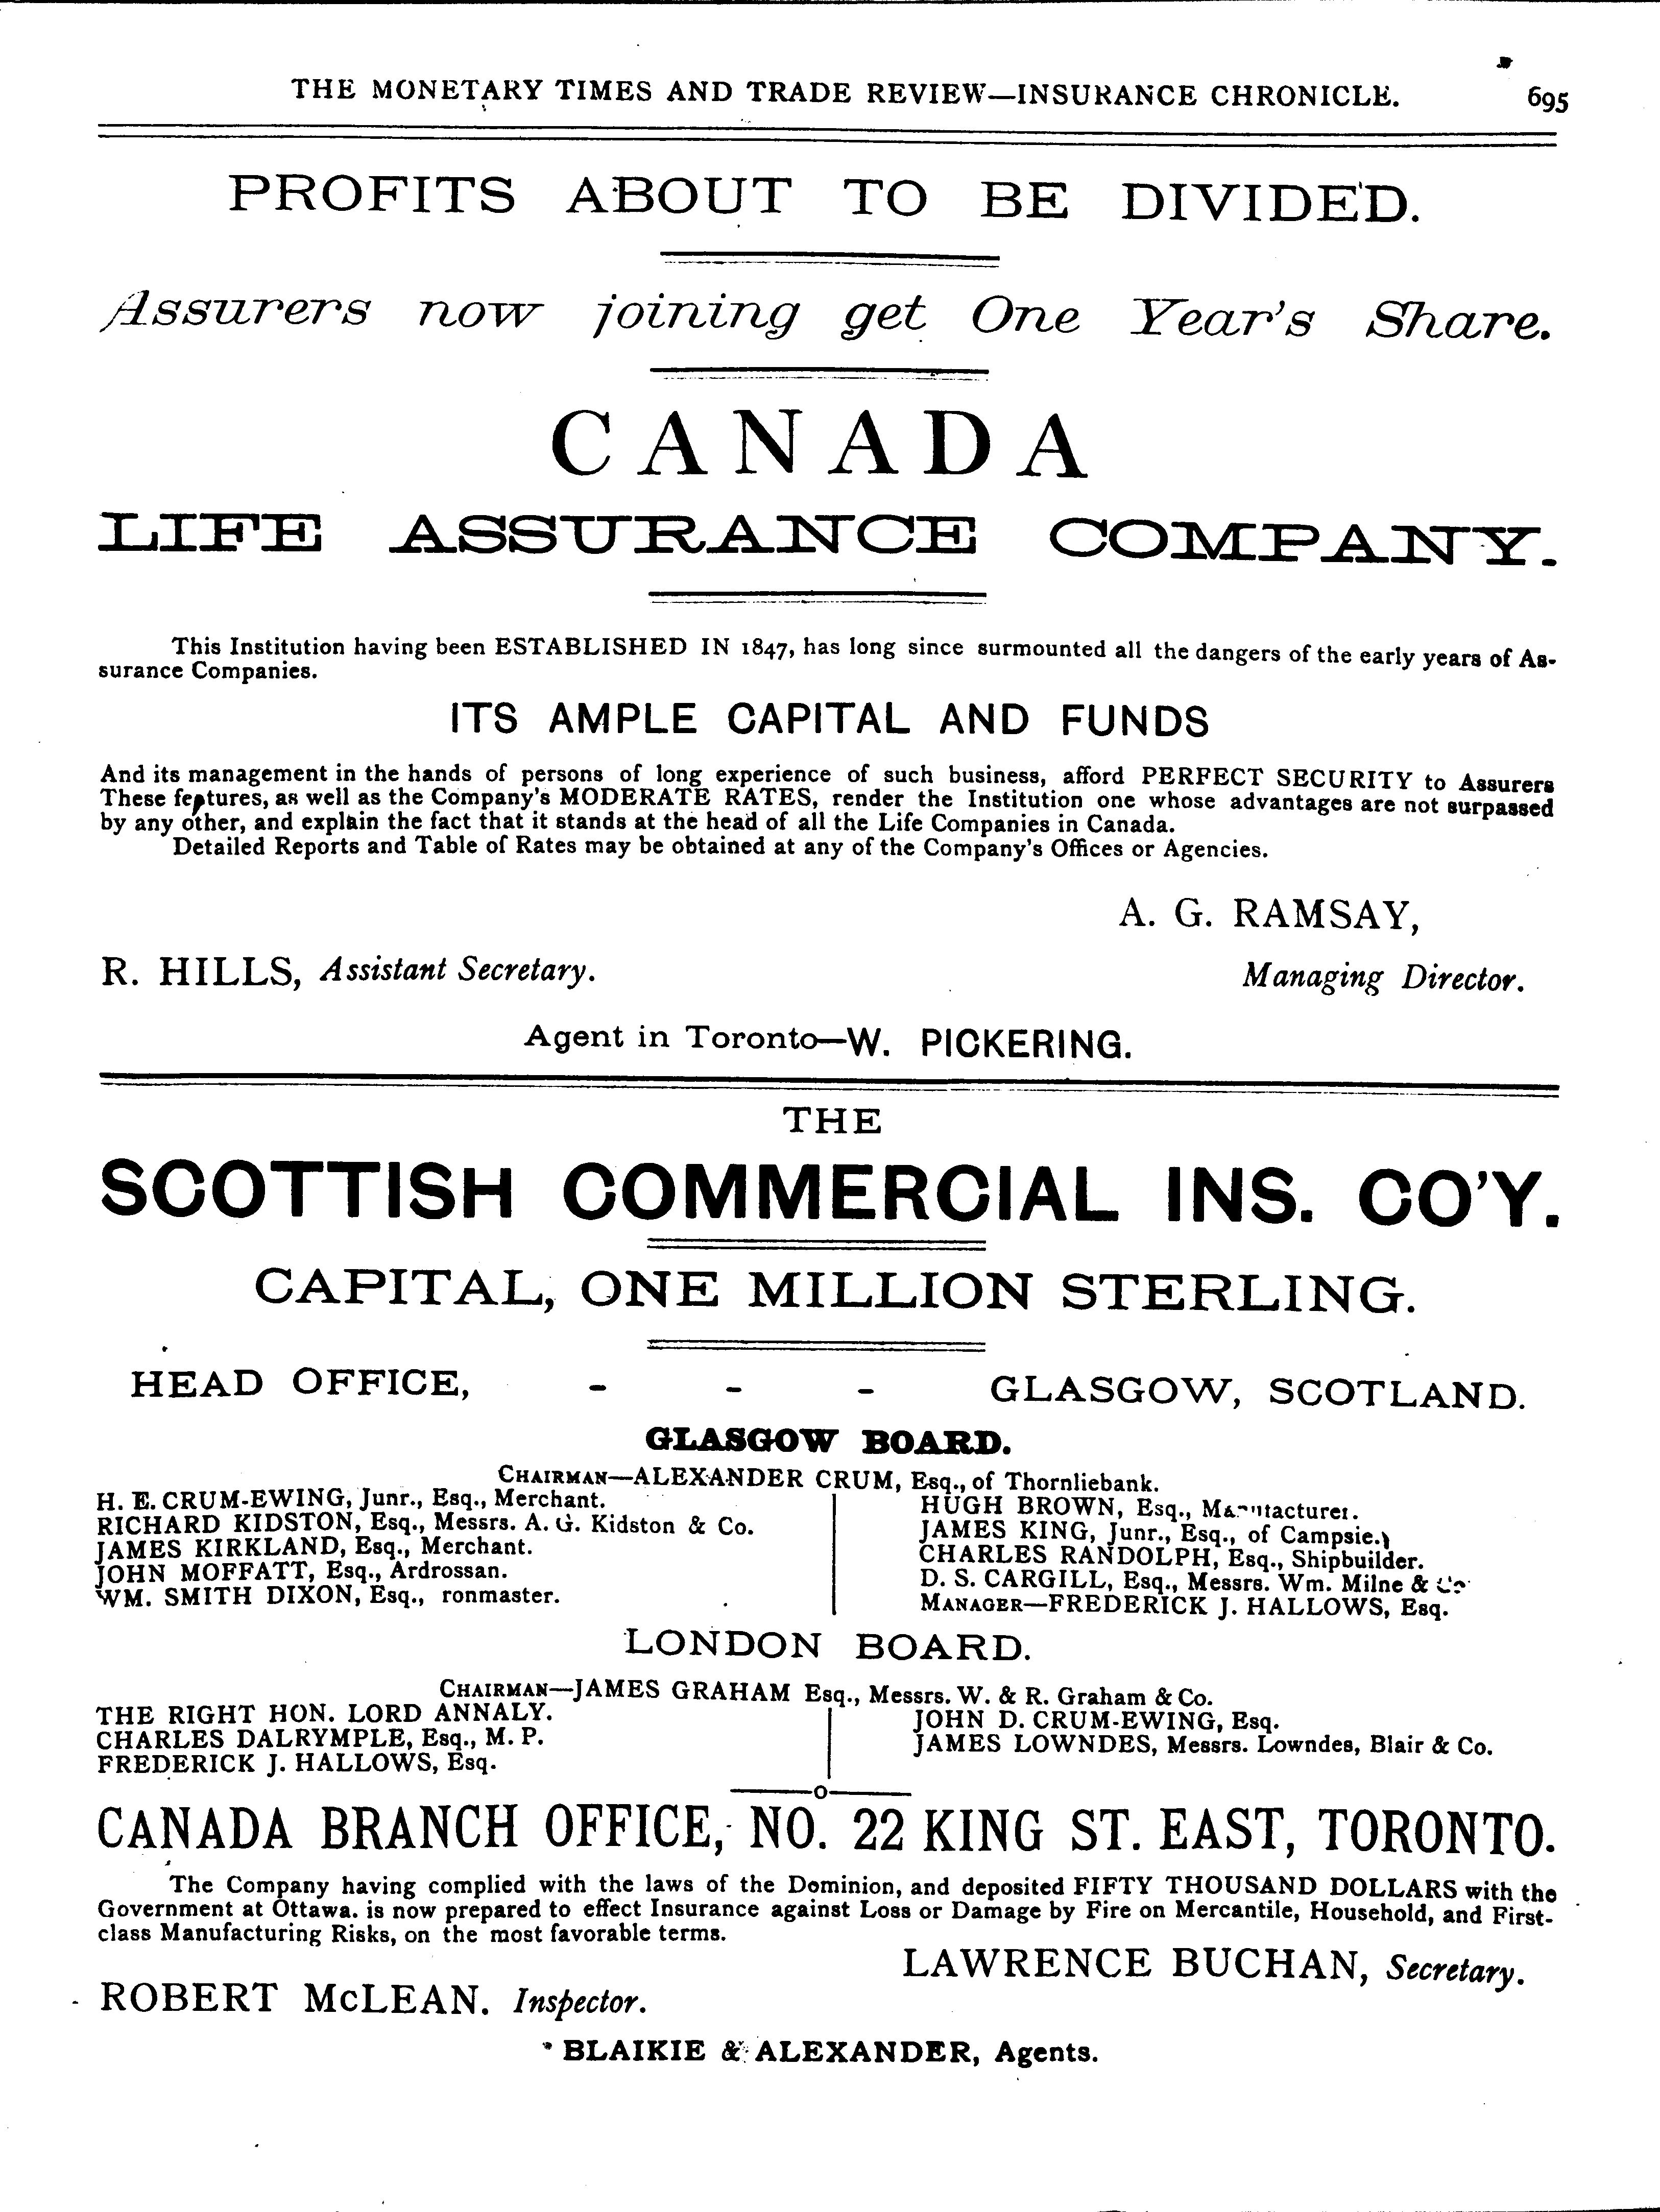 THE MONETARY TIMES AND TRADE REVIEW—INSURANCE CHRONICLE. 695
PROFITS ABOUT TO BE DIVIDED.
Assurers now joining get One Year's Share.
CANADA
LIFE ASSURANCE COMPANY.
This Institution having been ESTABLISHED IN 1847, has long since surmounted all the dangers of the early years of As-
surance Companies.
ITS AMPLE CAPITAL AND FUNDS
And its management in the hands of persons of long experience of such business, afford PERFECT SECURITY to Assurers
These features, as well as the Company's MODERATE RATES, render the Institution one whose advantages are not surpassed
by any other, and explain the fact that it stands at the head of all the Life Companies in Canada.
Detailed Reports and Table of Rates may be obtained at any of the Company's Offices or Agencies.
A. G. RAMSAY,
R. HILLS, Assistant Secretary. Managing Director.
Agent in Toronto—W. PICKERING.
THE
SCOTTISH COMMERCIAL INS. CO'Y.
CAPITAL, ONE MILLION STERLING.
HEAD OFFICE, - - - GLASGOW, SCOTLAND.
GLASGOW BOARD.
CHAIRMAN—ALEXANDER CRUM, Esq., of Thornliebank.
H. E. CRUM-EWING, Junr., Esq., Merchant.
RICHARD KIDSTON, Esq., Messrs. A. G. Kidston & Co.
JAMES KIRKLAND, Esq., Merchant.
JOHN MOFFATT, Esq., Ardrossan.
WM. SMITH DIXON, Esq., ronmaster.
HUGH BROWN, Esq., Manufacturer.
JAMES KING, Junr., Esq., of Campsie.
CHARLES RANDOLPH, Esq., Shipbuilder.
D. S. CARGILL, Esq., Messrs. Wm. Milne & Co
MANAGER—FREDERICK J. HALLOWS, Esq.
LONDON BOARD.
CHAIRMAN—JAMES GRAHAM Esq., Messrs. W. & R. Graham & Co.
THE RIGHT HON. LORD ANNALY.
CHARLES DALRYMPLE, Esq., M. P.
FREDERICK J. HALLOWS, Esq.
JOHN D. CRUM-EWING, Esq.
JAMES LOWNDES, Messrs. Lowndes, Blair & Co.
CANADA BRANCH OFFICE, NO. 22 KING ST. EAST, TORONTO.
The Company having complied with the laws of the Dominion, and deposited FIFTY THOUSAND DOLLARS with the
Government at Ottawa. is now prepared to effect Insurance against Loss or Damage by Fire on Mercantile, Household, and First-
class Manufacturing Risks, on the most favorable terms.
LAWRENCE BUCHAN, Secretary.
ROBERT McLEAN. Inspector.
BLAIKIE & ALEXANDER, Agents.